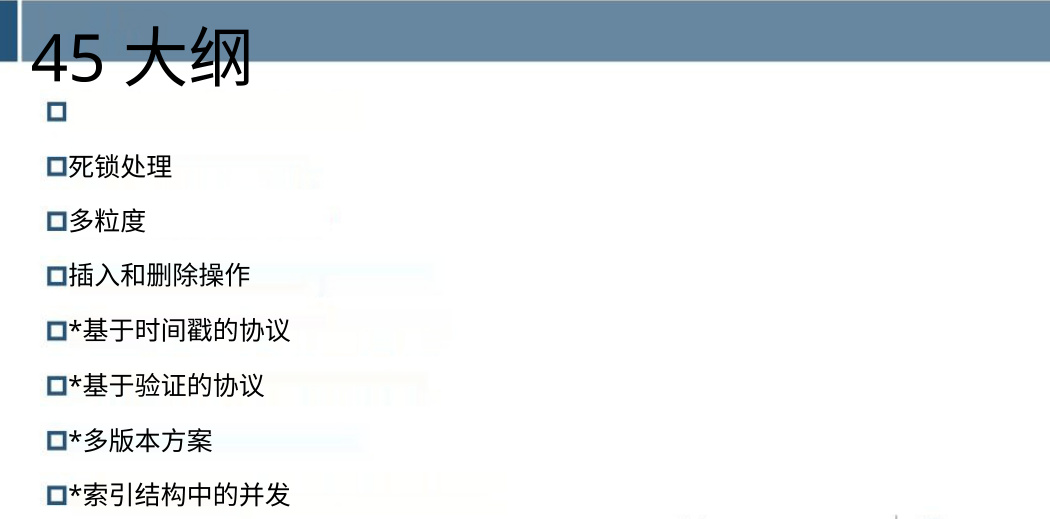 45 大纲
死锁处理
多粒度
插入和删除操作
*基于时间戳的协议
*基于验证的协议
*多版本方案
*索引结构中的并发